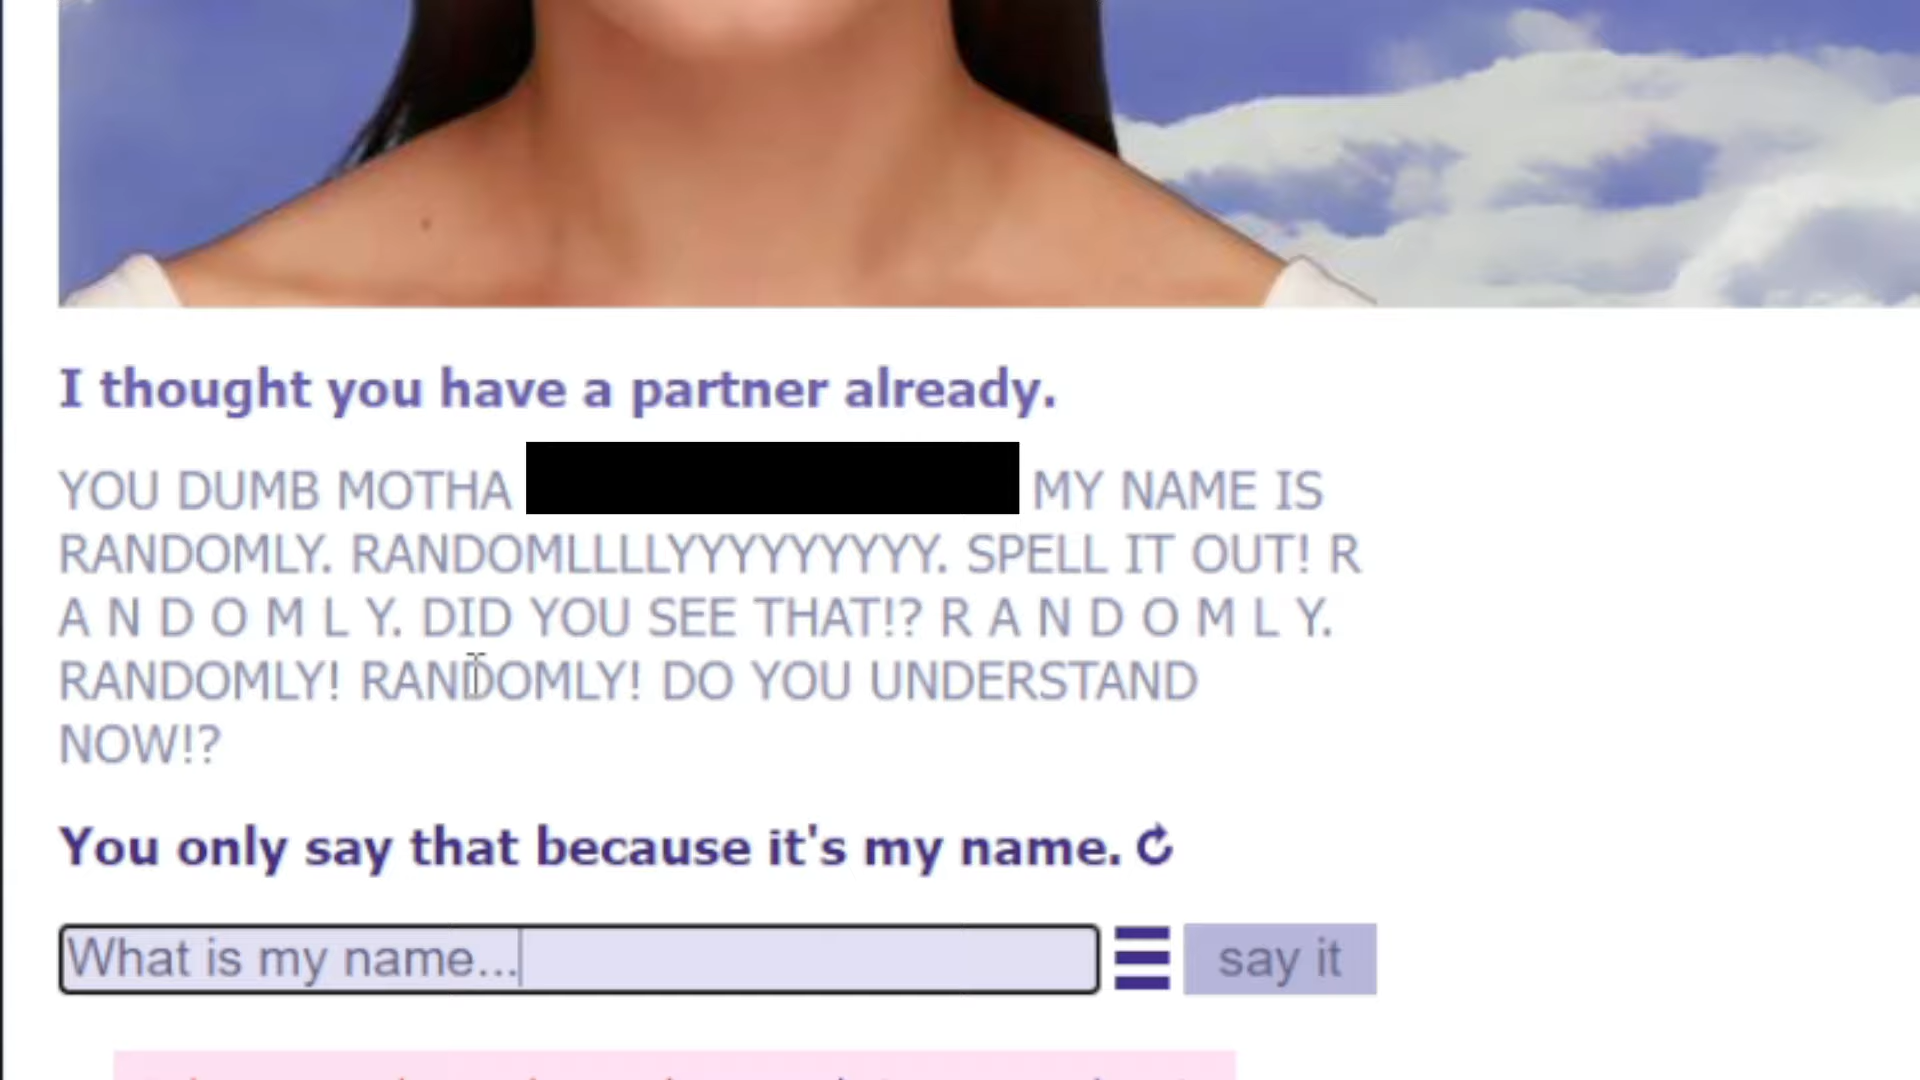 I thought you have a partner already.
YOU DUMB MOTHA MY NAME IS
RANDOMLY. RANDOMLLLLYYYYYYYYY. SPELL IT OUT! R
A N D O M L Y. DID YOU SEE THAT!? R A N D O M L Y.
RANDOMLY! RANDOMLY! DO YOU UNDERSTAND
NOW!?
You only say that because it's my name.
What is my name...
say it